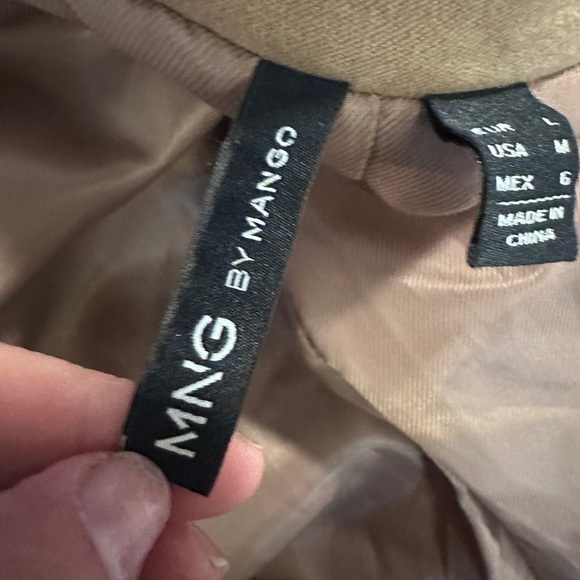 MNG BY MANGO
EUR L
USA M
MEX 6
MADE IN
CHINA